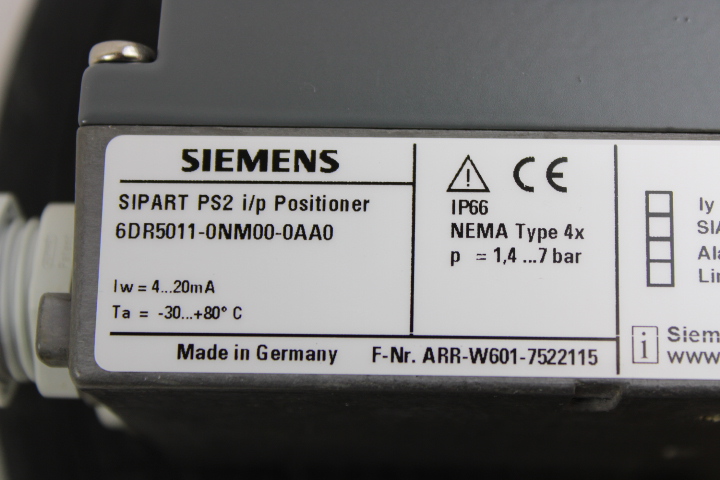 SIEMENS
SIPART PS2 i/p Positioner
6DR5011-0NM00-0AA0
Iw = 4...20mA
Ta = -30...+80° C
CE
IP66
NEMA Type 4x
p = 1,4 ...7 bar
Iy
i
www
Made in Germany F-Nr. ARR-W601-7522115